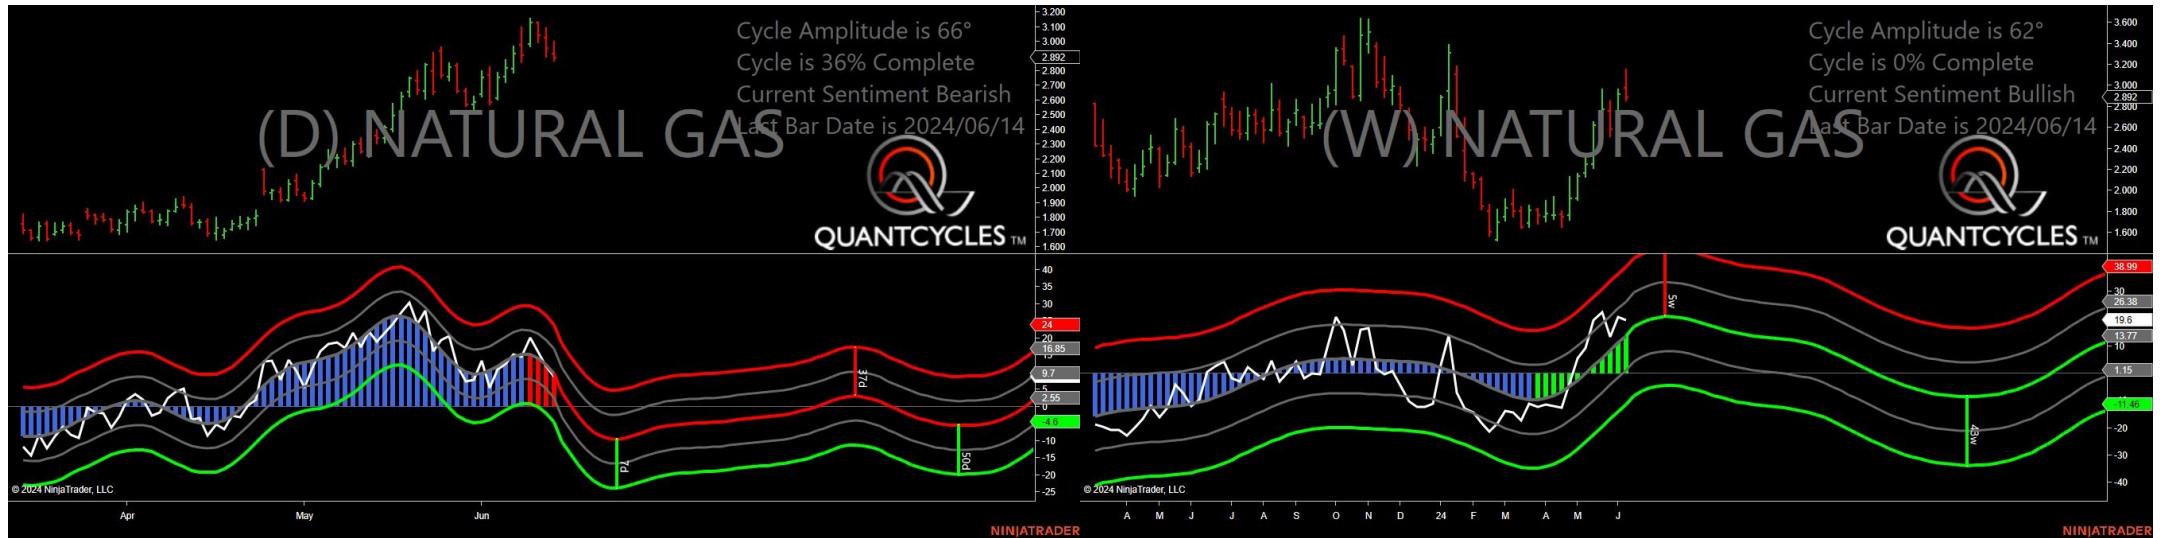 Cycle Amplitude is 66°
Cycle is 36% Complete
Current Sentiment Bearish
Last Bar Date is 2024/06/14
(D) NATURAL GAS
QUANTCYCLES TM
3.200
3.100
3.000
2.892
2.800
2.700
2.600
2.500
2.400
2.300
2.200
2.100
2.000
1.900
1.800
1.700
1.600
40
35
30
25
24
20
16.85
9.7
5
2.55
0
-4.6
-10
-15
-20
-25
7d
37d
50d
© 2024 NinjaTrader, LLC
Apr May Jun
NINJATRADER
Cycle Amplitude is 62°
Cycle is 0% Complete
Current Sentiment Bullish
Last Bar Date is 2024/06/14
(W) NATURAL GAS
QUANTCYCLES TM
3.600
3.400
3.200
3.000
2.892
2.800
2.600
2.400
2.200
2.000
1.800
1.600
38.99
30
26.38
19.6
13.77
10
1.15
-11.46
-20
-30
-40
5w
43w
© 2024 NinjaTrader, LLC
A M J J A S O N D 24 F M A M J
NINJATRADER